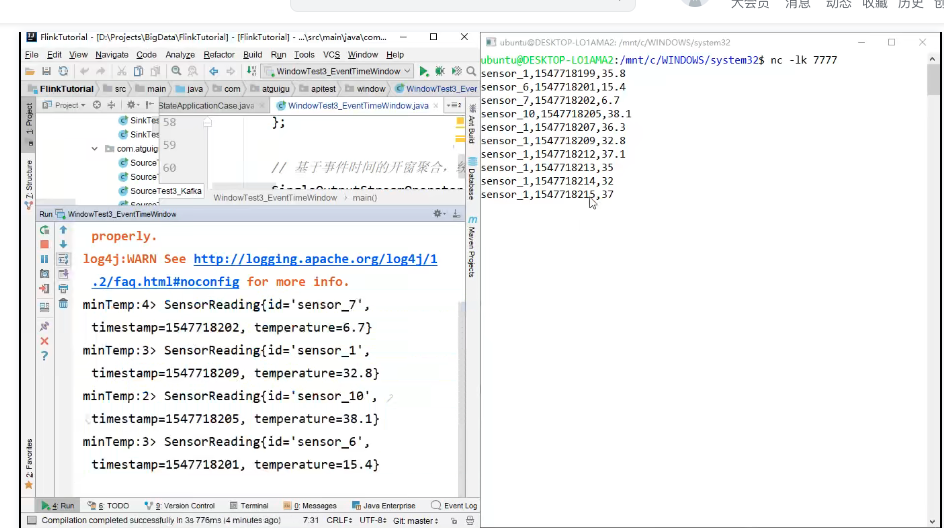 大会员 消息 动态 收藏 历史 创
FlinkTutorial - [D:\Projects\BigData\FlinkTutorial] - [FlinkTutorial] - ...\src\main\java\com...
File Edit View Navigate Code Analyze Refactor Build Run Tools VCS Window Help
WindowTest3_EventTimeWindow
FlinkTutorial src main java com atguigu apitest window WindowTest3_Ever
Project StateApplicationCase.java WindowTest3_EventTimeWindow.java
1: Project
SinkTes
SinkTes
com.atguigu
Source
Source
SourceTest3_Kafka
58 };
59
60 // 基于事件时间的开窗聚合，
SingleOutputStreamOperator
WindowTest3_EventTimeWindow main()
Z: Structure
Ant Build
Database
Maven Projects
2: Favorites
Run WindowTest3_EventTimeWindow
properly.
log4j:WARN See http://logging.apache.org/log4j/1
.2/faq.html#noconfig for more info.
minTemp:4> SensorReading{id='sensor_7',
timestamp=1547718202, temperature=6.7}
minTemp:3> SensorReading{id='sensor_1',
timestamp=1547718209, temperature=32.8}
minTemp:2> SensorReading{id='sensor_10',
timestamp=1547718205, temperature=38.1}
minTemp:3> SensorReading{id='sensor_6',
timestamp=1547718201, temperature=15.4}
4: Run 6: TODO 9: Version Control Terminal 0: Messages Java Enterprise Event Log
Compilation completed successfully in 3s 776ms (4 minutes ago) 7:31 CRLF UTF-8 Git: master
ubuntu@DESKTOP-LO1AMA2: /mnt/c/WINDOWS/system32
ubuntu@DESKTOP-LO1AMA2:/mnt/c/WINDOWS/system32$ nc -lk 7777
sensor_1,1547718199,35.8
sensor_6,1547718201,15.4
sensor_7,1547718202,6.7
sensor_10,1547718205,38.1
sensor_1,1547718207,36.3
sensor_1,1547718209,32.8
sensor_1,1547718212,37.1
sensor_1,1547718213,35
sensor_1,1547718214,32
sensor_1,1547718215,37